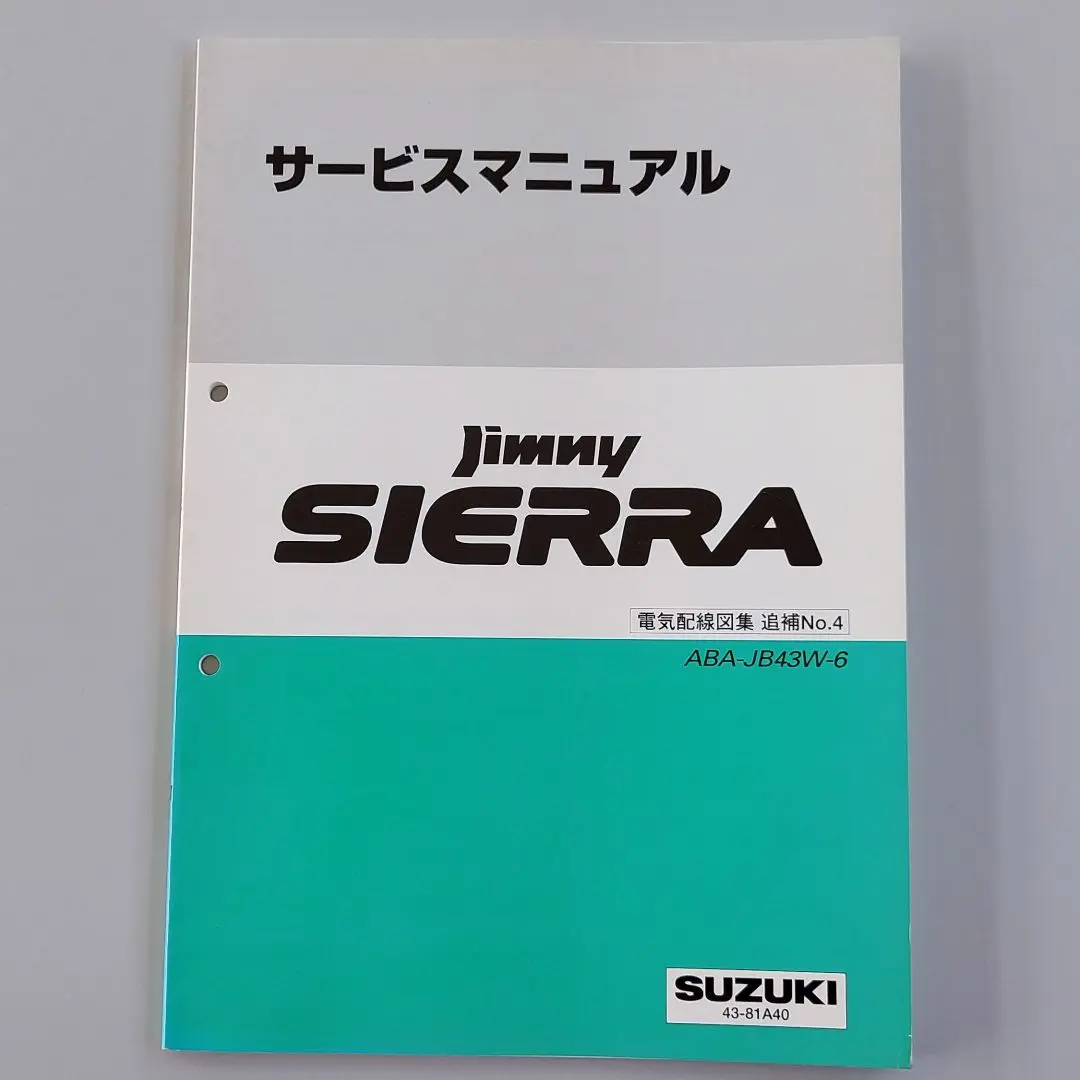 サービスマニュアル
Jimny
SIERRA
電気配線図集 追補No.4
ABA-JB43W-6
SUZUKI
43-81A40